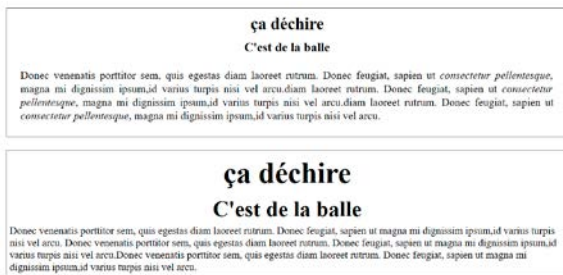 ça déchire
C'est de la balle
Donec venenatis porttitor sem, quis egestas diam laoreet rutrum. Donec feugiat, sapien ut consectetur pellentesque,
magna mi dignissim ipsum,id varius turpis nisi vel arcu.diam laoreet rutrum. Donec feugiat, sapien ut consectetur
pellentesque, magna mi dignissim ipsum,id varius turpis nisi vel arcu.diam laoreet rutrum. Donec feugiat, sapien ut
consectetur pellentesque, magna mi dignissim ipsum,id varius turpis nisi vel arcu.
ça déchire
C'est de la balle
Donec venenatis porttitor sem, quis egestas diam laoreet rutrum. Donec feugiat, sapien ut magna mi dignissim ipsum,id varius turpis
nisi vel arcu. Donec venenatis porttitor sem, quis egestas diam laoreet rutrum. Donec feugiat, sapien ut magna mi dignissim ipsum,id
varius turpis nisi vel arcu.Donec venenatis porttitor sem, quis egestas diam laoreet rutrum. Donec feugiat, sapien ut magna mi
dignissim ipsum,id varius turpis nisi vel arcu.